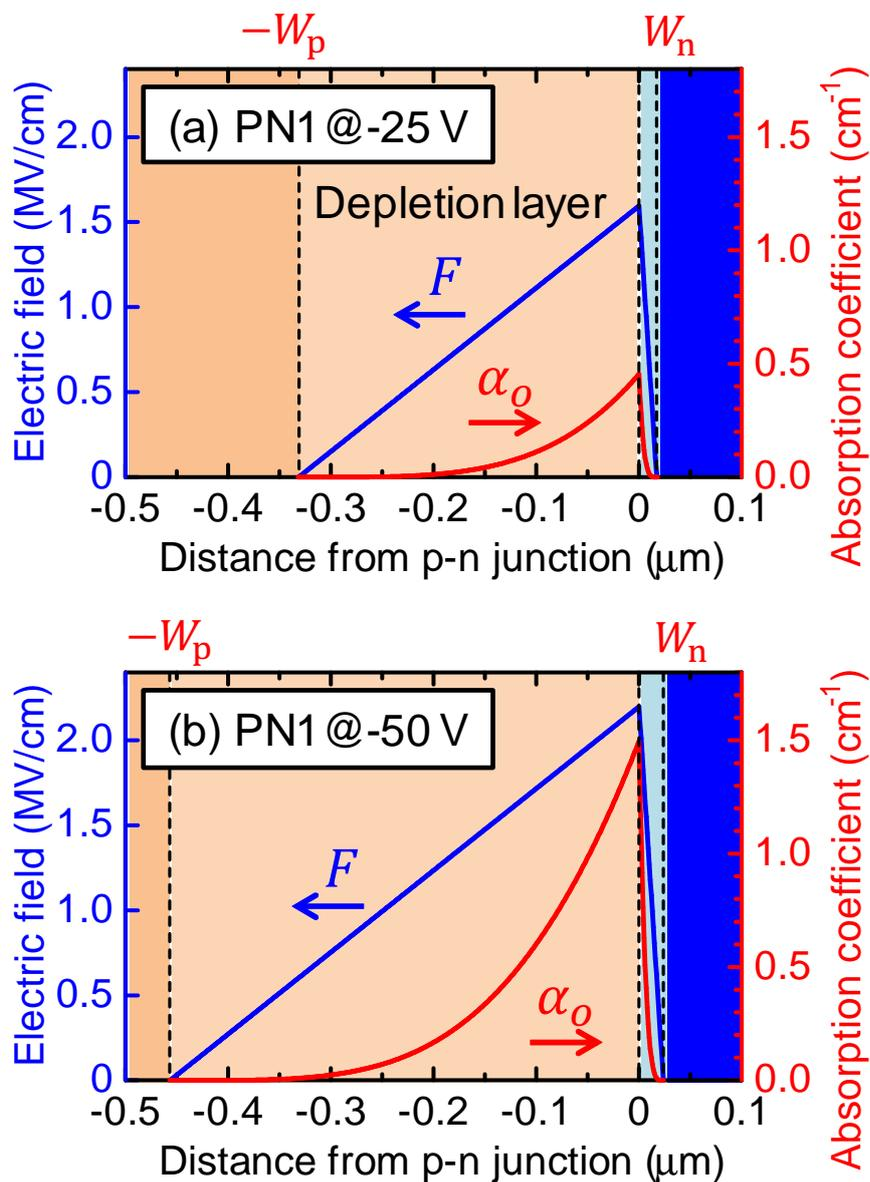 −Wp Wn
(a) PN1 @-25 V
Depletion layer
F
αo
Electric field (MV/cm)
2.0
1.5
1.0
0.5
0
Absorption coefficient (cm-1)
1.5
1.0
0.5
0.0
-0.5 -0.4 -0.3 -0.2 -0.1 0 0.1
Distance from p-n junction (μm)
−Wp Wn
(b) PN1 @-50 V
F
αo
Electric field (MV/cm)
2.0
1.5
1.0
0.5
0
Absorption coefficient (cm-1)
1.5
1.0
0.5
0.0
-0.5 -0.4 -0.3 -0.2 -0.1 0 0.1
Distance from p-n junction (μm)